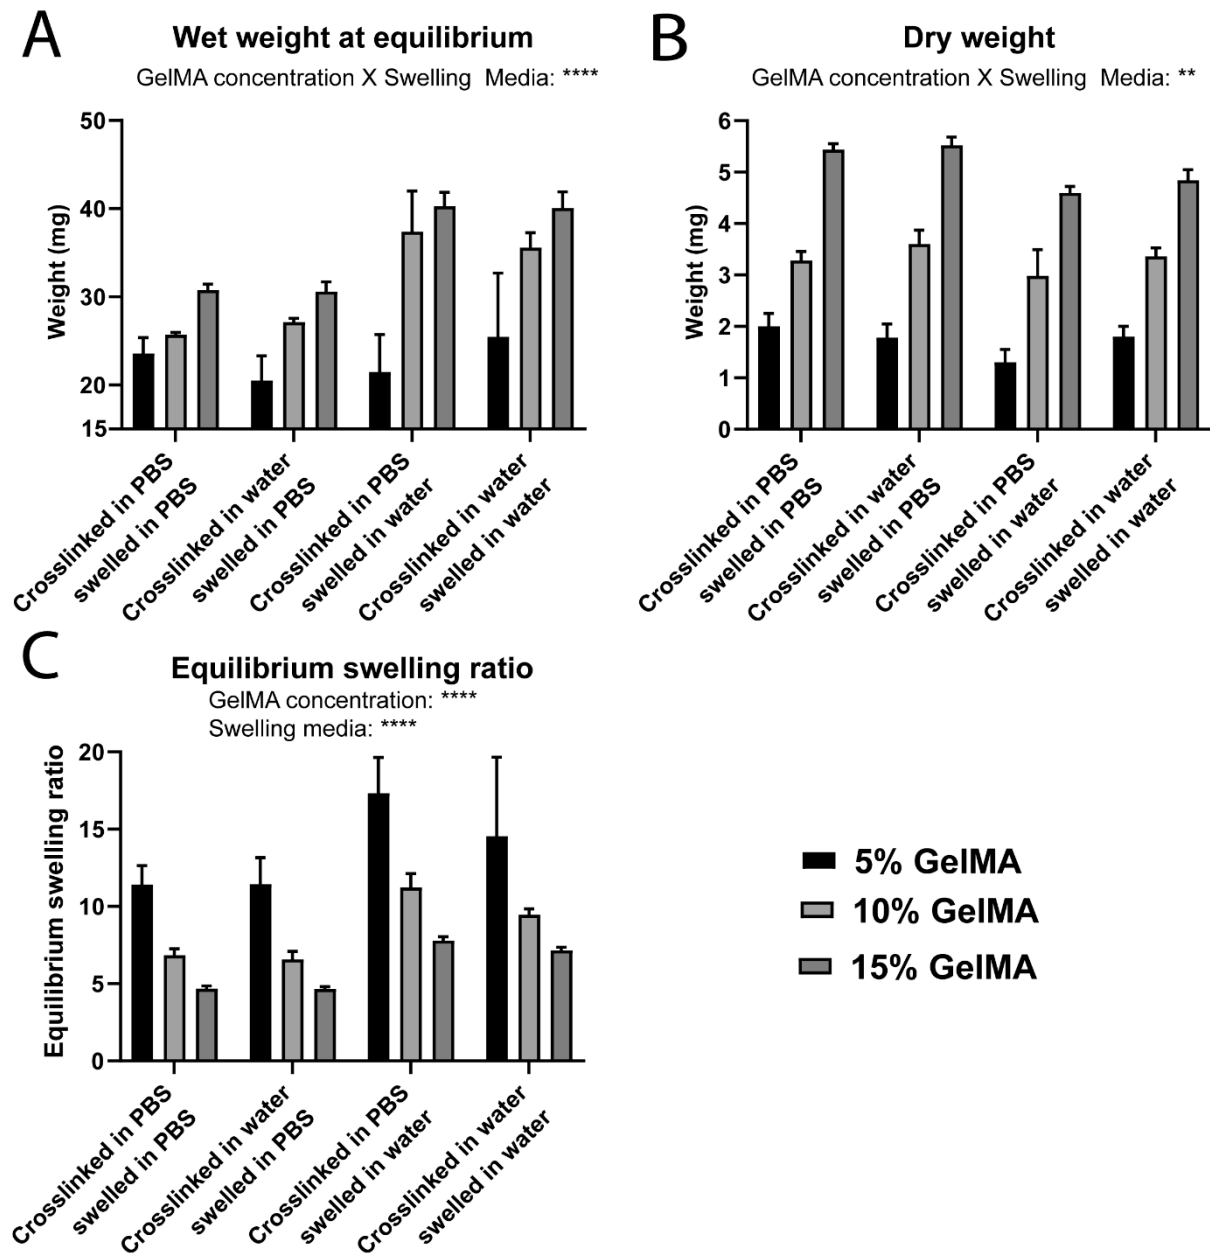 A
Wet weight at equilibrium
GelMA concentration X Swelling Media: ****
Weight (mg)
50
40
30
20
15
Crosslinked in PBS
swelled in PBS
Crosslinked in water
swelled in PBS
Crosslinked in PBS
swelled in water
Crosslinked in water
swelled in water
B
Dry weight
GelMA concentration X Swelling Media: **
Weight (mg)
6
5
4
3
2
1
0
Crosslinked in PBS
swelled in PBS
Crosslinked in water
swelled in PBS
Crosslinked in PBS
swelled in water
Crosslinked in water
swelled in water
C
Equilibrium swelling ratio
GelMA concentration: ****
Swelling media: ****
Equilibrium swelling ratio
20
15
10
5
0
Crosslinked in PBS
swelled in PBS
Crosslinked in water
swelled in PBS
Crosslinked in PBS
swelled in water
Crosslinked in water
swelled in water
5% GelMA
10% GelMA
15% GelMA